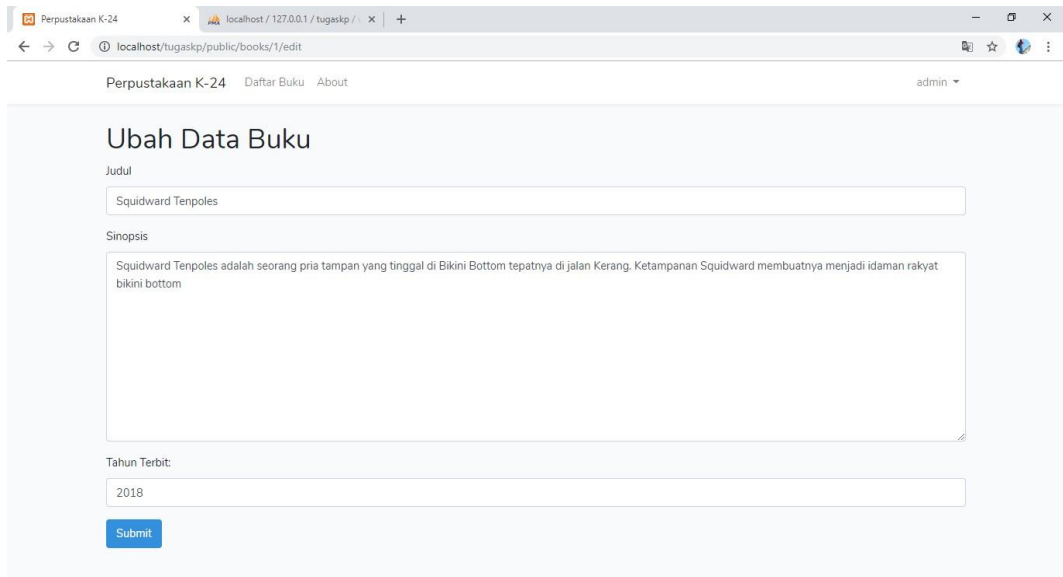 Perpustakaan K-24
localhost / 127.0.0.1 / tugaskp /
localhost/tugaskp/public/books/1/edit
Perpustakaan K-24 Daftar Buku About admin
Ubah Data Buku
Judul
Squidward Tenpoles
Sinopsis
Squidward Tenpoles adalah seorang pria tampan yang tinggal di Bikini Bottom tepatnya di jalan Kerang. Ketampanan Squidward membuatnya menjadi idaman rakyat
bikini bottom
Tahun Terbit:
2018
Submit